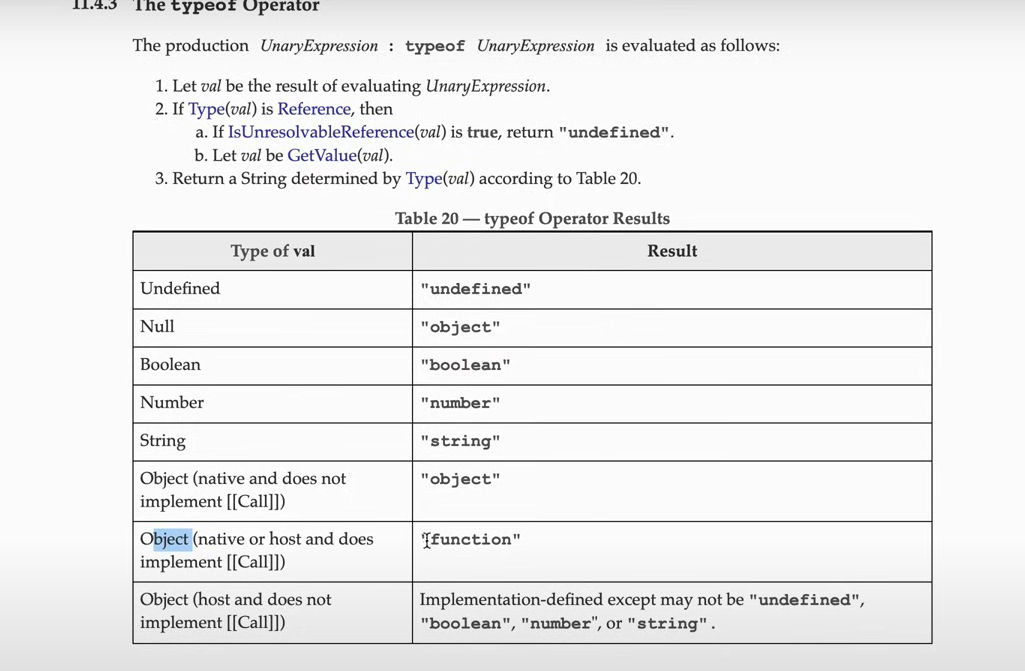 11.4.3 The typeof Operator
The production UnaryExpression : typeof UnaryExpression is evaluated as follows:
1. Let val be the result of evaluating UnaryExpression.
2. If Type(val) is Reference, then
a. If IsUnresolvableReference(val) is true, return "undefined".
b. Let val be GetValue(val).
3. Return a String determined by Type(val) according to Table 20.
Table 20 — typeof Operator Results
Type of val Result
Undefined "undefined"
Null "object"
Boolean "boolean"
Number "number"
String "string"
Object (native and does not "object"
implement [[Call]])
Object (native or host and does "function"
implement [[Call]])
Object (host and does not Implementation-defined except may not be "undefined",
implement [[Call]]) "boolean", "number", or "string".